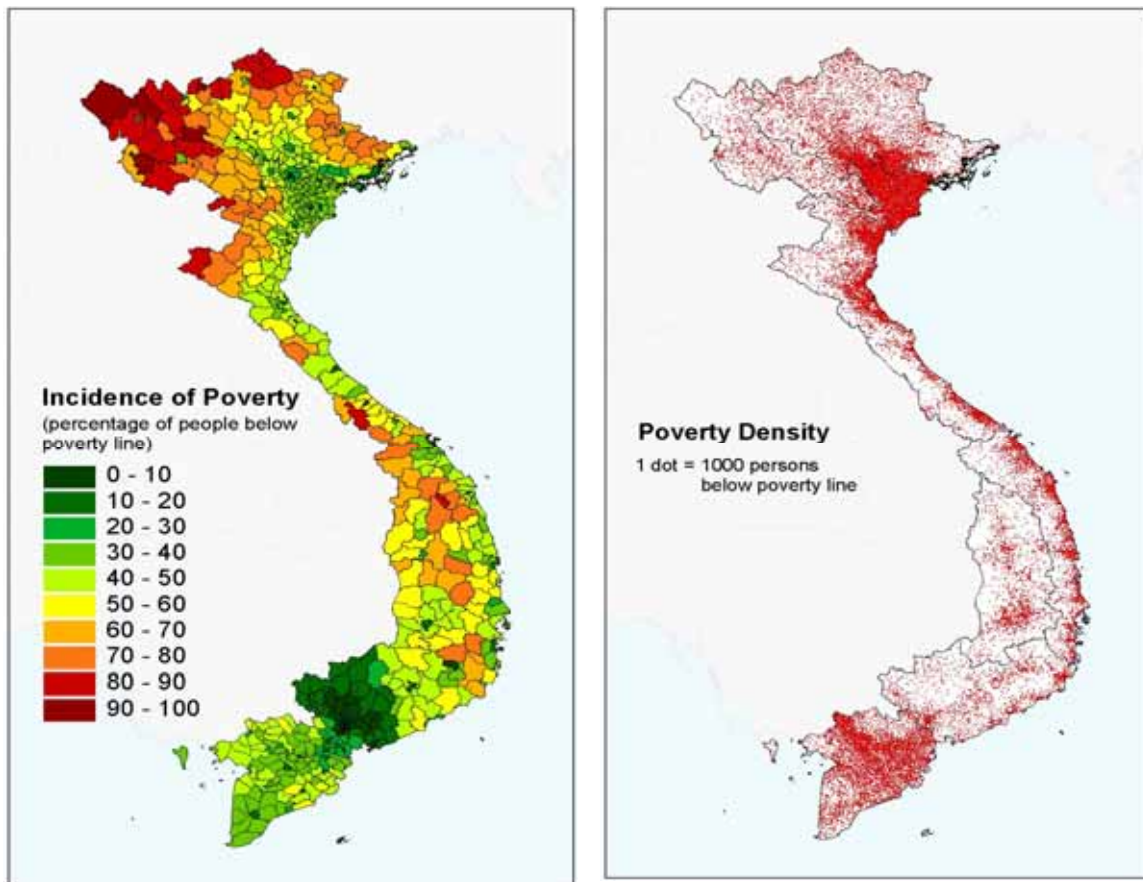 Incidence of Poverty
(percentage of people below
poverty line)
0 - 10
10 - 20
20 - 30
30 - 40
40 - 50
50 - 60
60 - 70
70 - 80
80 - 90
90 - 100
Poverty Density
1 dot = 1000 persons
below poverty line